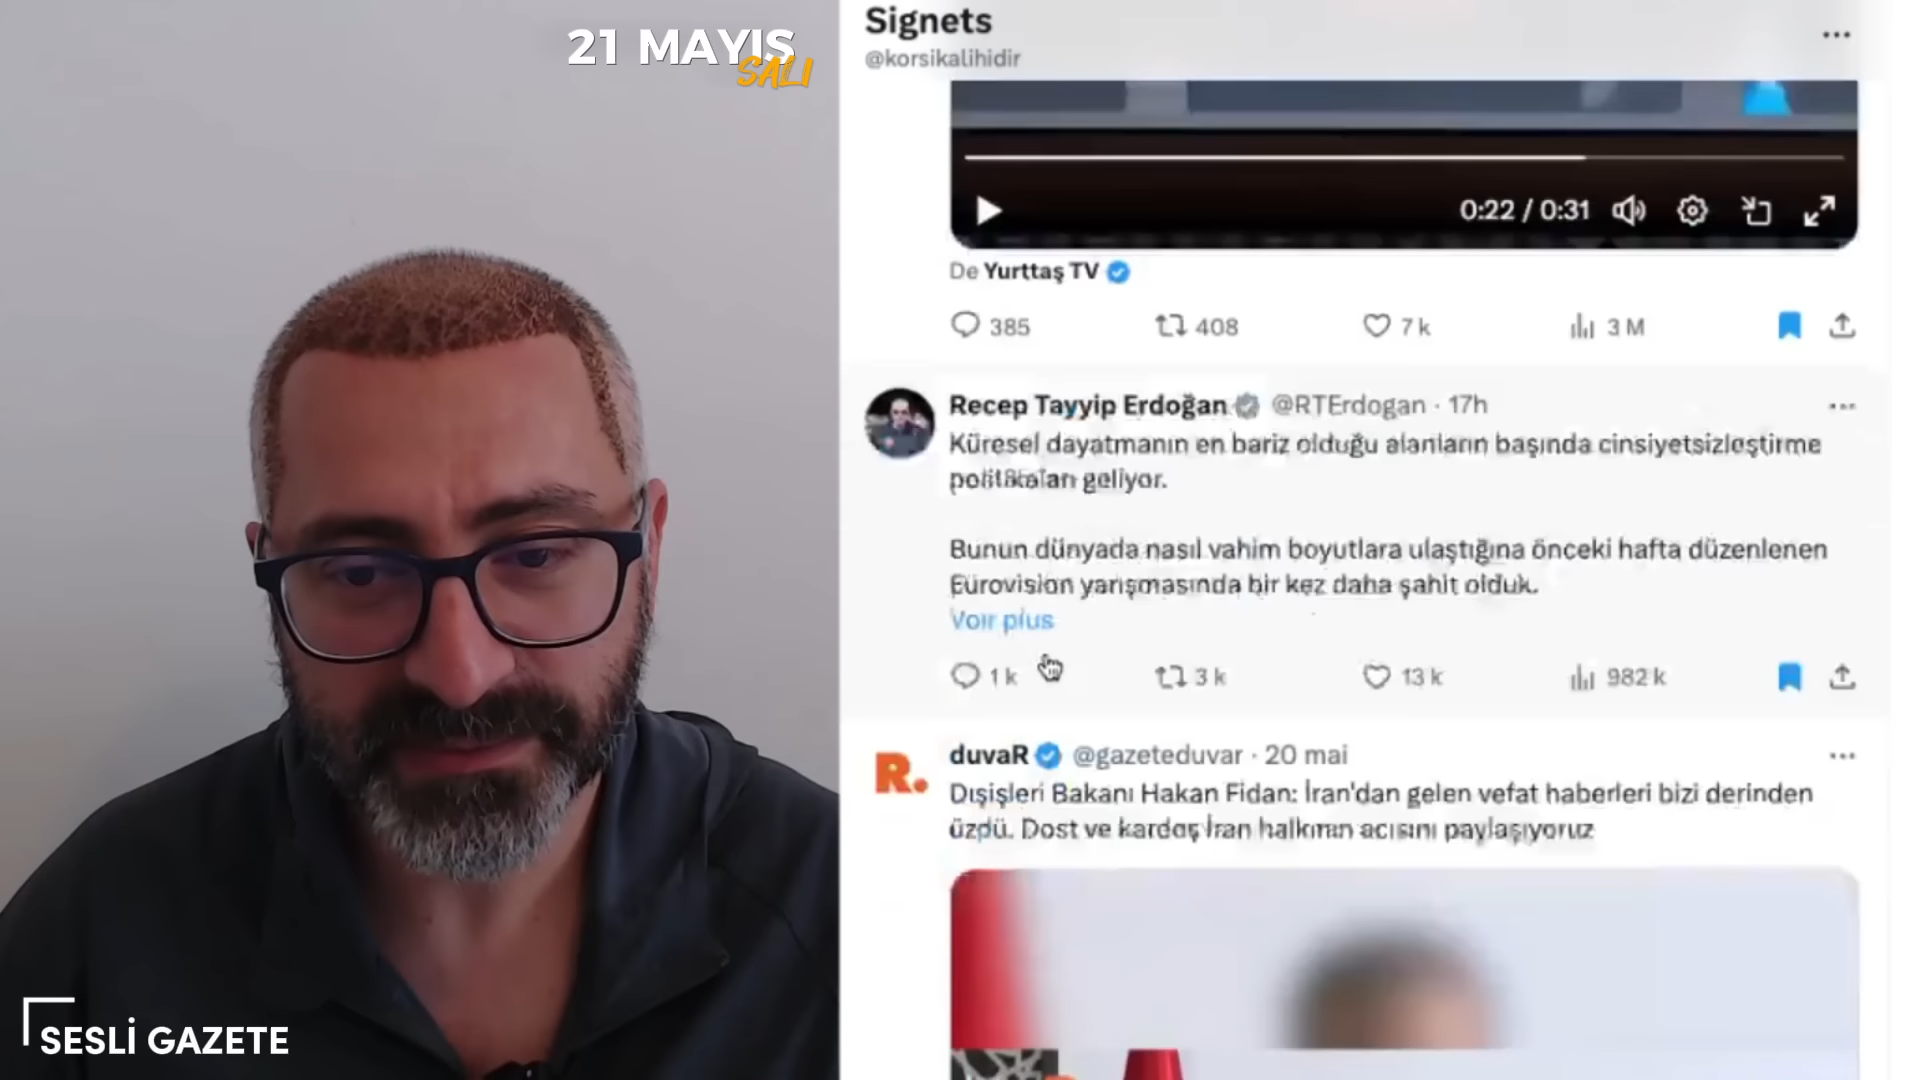 21 MAYIS
SALI
Signets
@korsikalihidir
0:22 / 0:31
De Yurttaş TV
385 408 7 k 3 M
Recep Tayyip Erdoğan @RTErdogan · 17h
Küresel dayatmanın en bariz olduğu alanların başında cinsiyetsizleştirme
politikaları geliyor.
Bunun dünyada nasıl vahim boyutlara ulaştığına önceki hafta düzenlenen
Eurovision yarışmasında bir kez daha şahit olduk.
Voir plus
1 k 3 k 13 k 982 k
R.
duvaR @gazeteduvar · 20 mai
Dışişleri Bakanı Hakan Fidan: İran'dan gelen vefat haberleri bizi derinden
üzdü. Dost ve kardeş İran halkının acısını paylaşıyoruz
SESLİ GAZETE